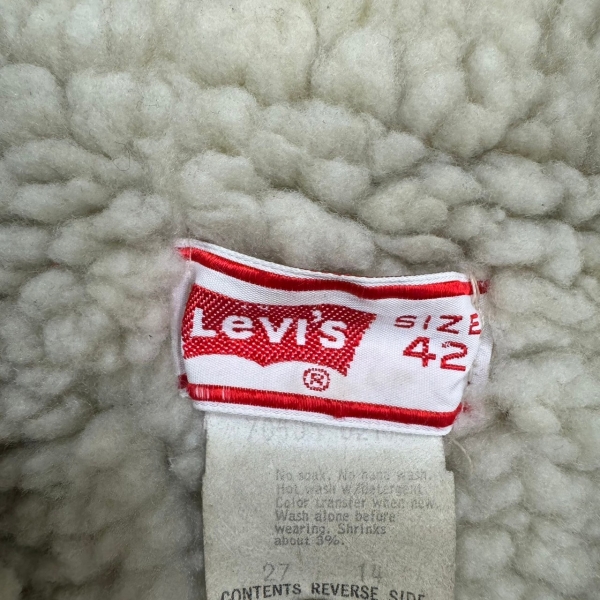 Levi's
SIZE
42
®
No soak. No hand wash.
Hot wash w/detergent.
Color transfer when new.
Wash alone before
wearing. Shrinks
about 3%.
27 14
CONTENTS REVERSE SIDE